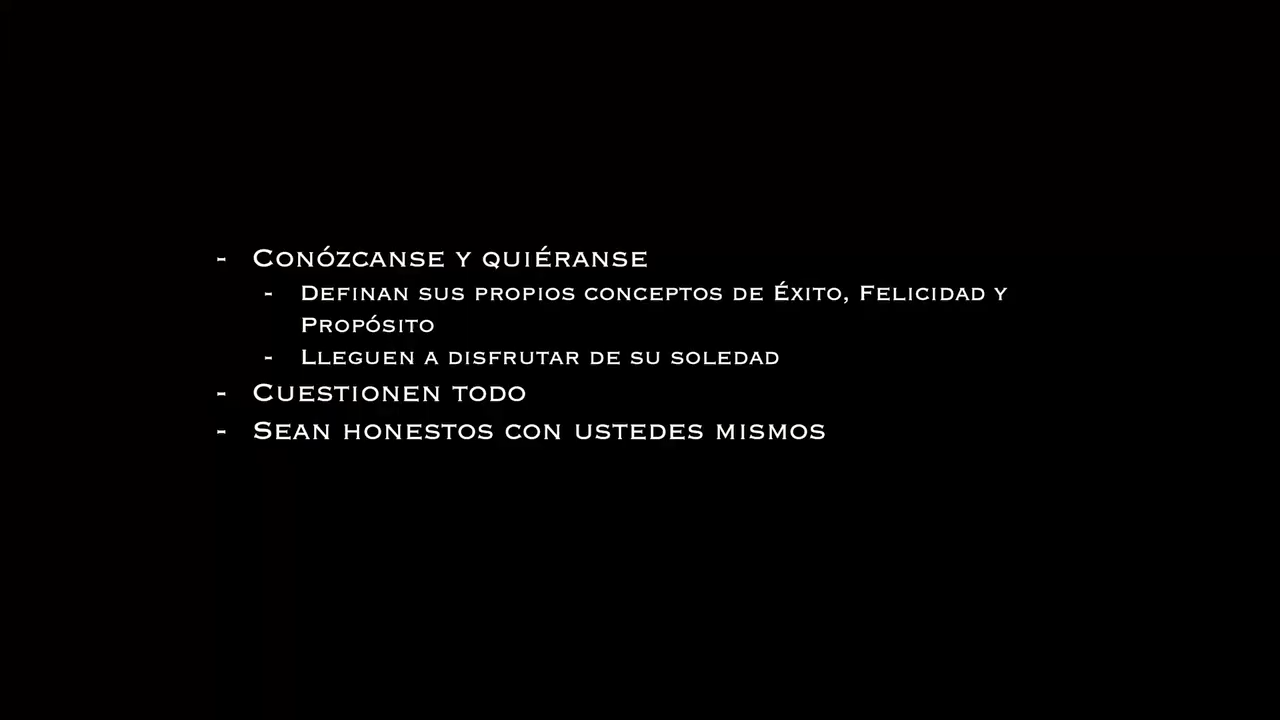 - Conózcanse y quiéranse
- Definan sus propios conceptos de Éxito, Felicidad y
Propósito
- Lleguen a disfrutar de su soledad
- Cuestionen todo
- Sean honestos con ustedes mismos